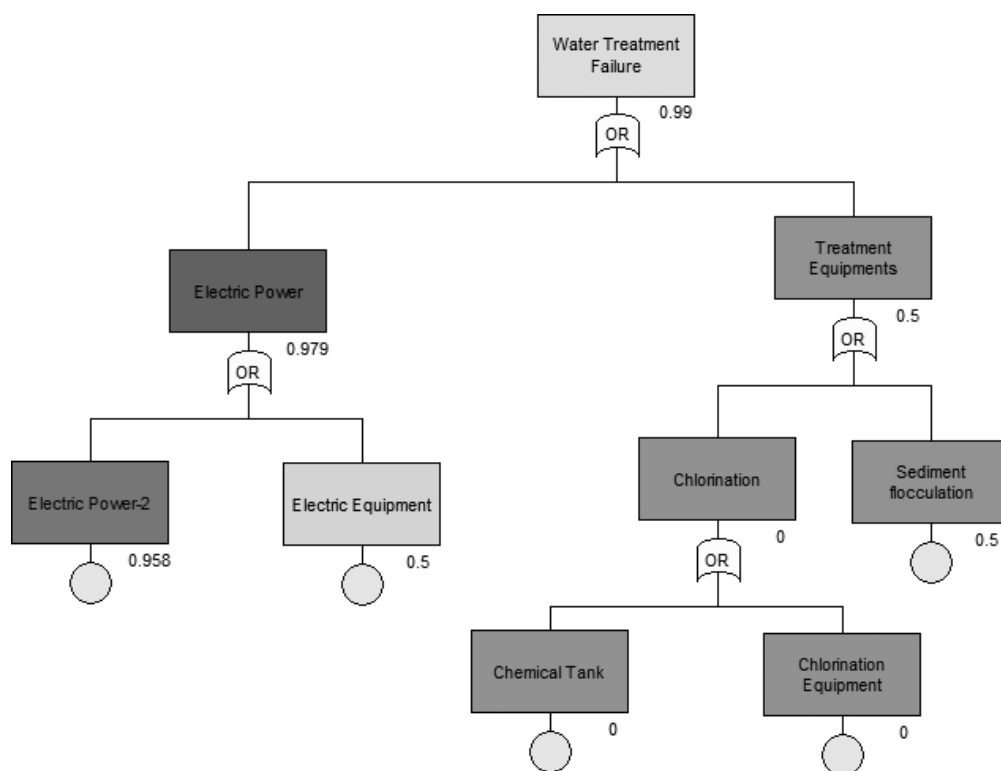 Water Treatment
Failure
0.99
OR
Treatment
Equipments
Electric Power
0.5
OR
0.979
OR
Chlorination
Sediment
flocculation
Electric Power-2
Electric Equipment
0
0.5
0.958
0.5
OR
Chemical Tank
Chlorination
Equipment
0
0